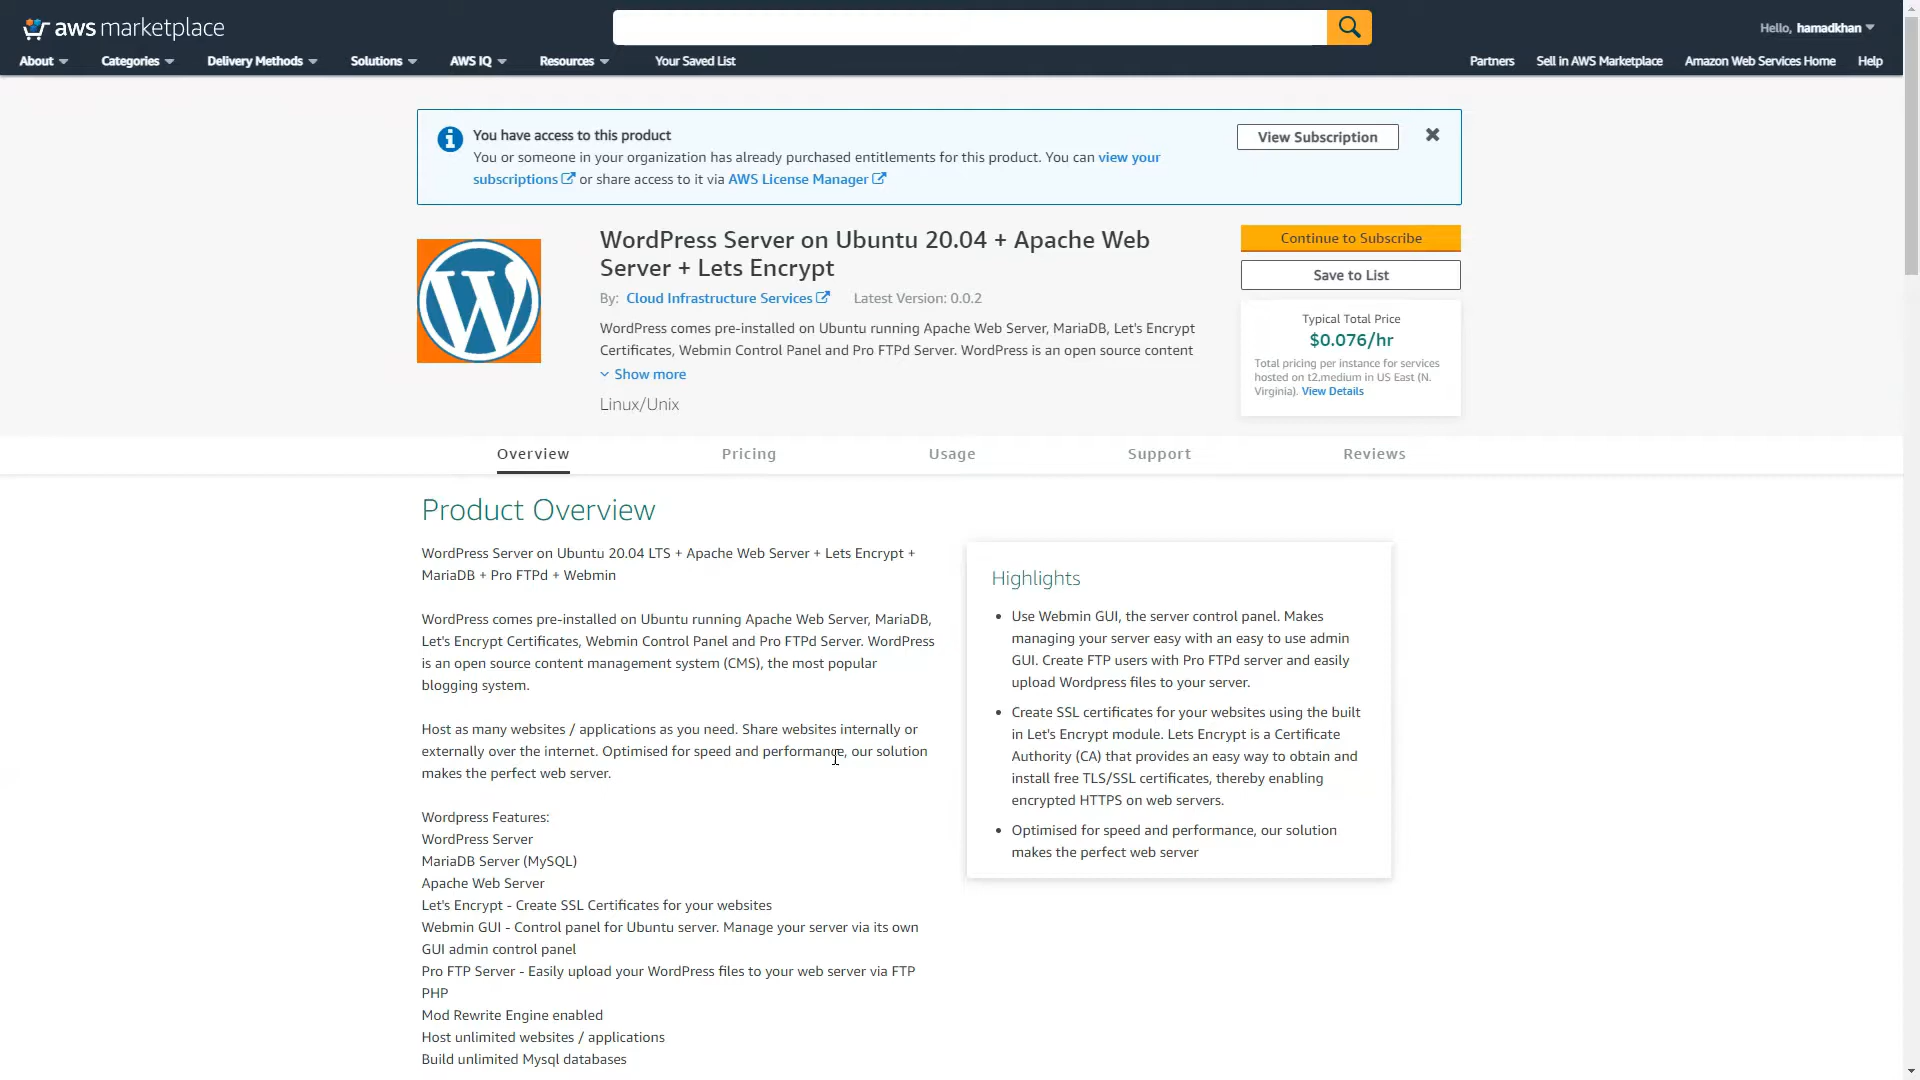 aws marketplace
Hello, hamadkhan
About
Categories
Delivery Methods
Solutions
AWS IQ
Resources
Your Saved List
Partners
Sell in AWS Marketplace
Amazon Web Services Home
Help
You have access to this product
You or someone in your organization has already purchased entitlements for this product. You can view your
subscriptions or share access to it via AWS License Manager
View Subscription
WordPress Server on Ubuntu 20.04 + Apache Web
Server + Lets Encrypt
By: Cloud Infrastructure Services Latest Version: 0.0.2
WordPress comes pre-installed on Ubuntu running Apache Web Server, MariaDB, Let's Encrypt
Certificates, Webmin Control Panel and Pro FTPd Server. WordPress is an open source content
Show more
Linux/Unix
Continue to Subscribe
Save to List
Typical Total Price
$0.076/hr
Total pricing per instance for services
hosted on t2.medium in US East (N.
Virginia). View Details
Overview
Pricing
Usage
Support
Reviews
Product Overview
WordPress Server on Ubuntu 20.04 LTS + Apache Web Server + Lets Encrypt +
MariaDB + Pro FTPd + Webmin
WordPress comes pre-installed on Ubuntu running Apache Web Server, MariaDB,
Let's Encrypt Certificates, Webmin Control Panel and Pro FTPd Server. WordPress
is an open source content management system (CMS), the most popular
blogging system.
Host as many websites / applications as you need. Share websites internally or
externally over the internet. Optimised for speed and performance, our solution
makes the perfect web server.
Wordpress Features:
WordPress Server
MariaDB Server (MySQL)
Apache Web Server
Let's Encrypt - Create SSL Certificates for your websites
Webmin GUI - Control panel for Ubuntu server. Manage your server via its own
GUI admin control panel
Pro FTP Server - Easily upload your WordPress files to your web server via FTP
PHP
Mod Rewrite Engine enabled
Host unlimited websites / applications
Build unlimited Mysql databases
Highlights
Use Webmin GUI, the server control panel. Makes
managing your server easy with an easy to use admin
GUI. Create FTP users with Pro FTPd server and easily
upload Wordpress files to your server.
Create SSL certificates for your websites using the built
in Let's Encrypt module. Lets Encrypt is a Certificate
Authority (CA) that provides an easy way to obtain and
install free TLS/SSL certificates, thereby enabling
encrypted HTTPS on web servers.
Optimised for speed and performance, our solution
makes the perfect web server